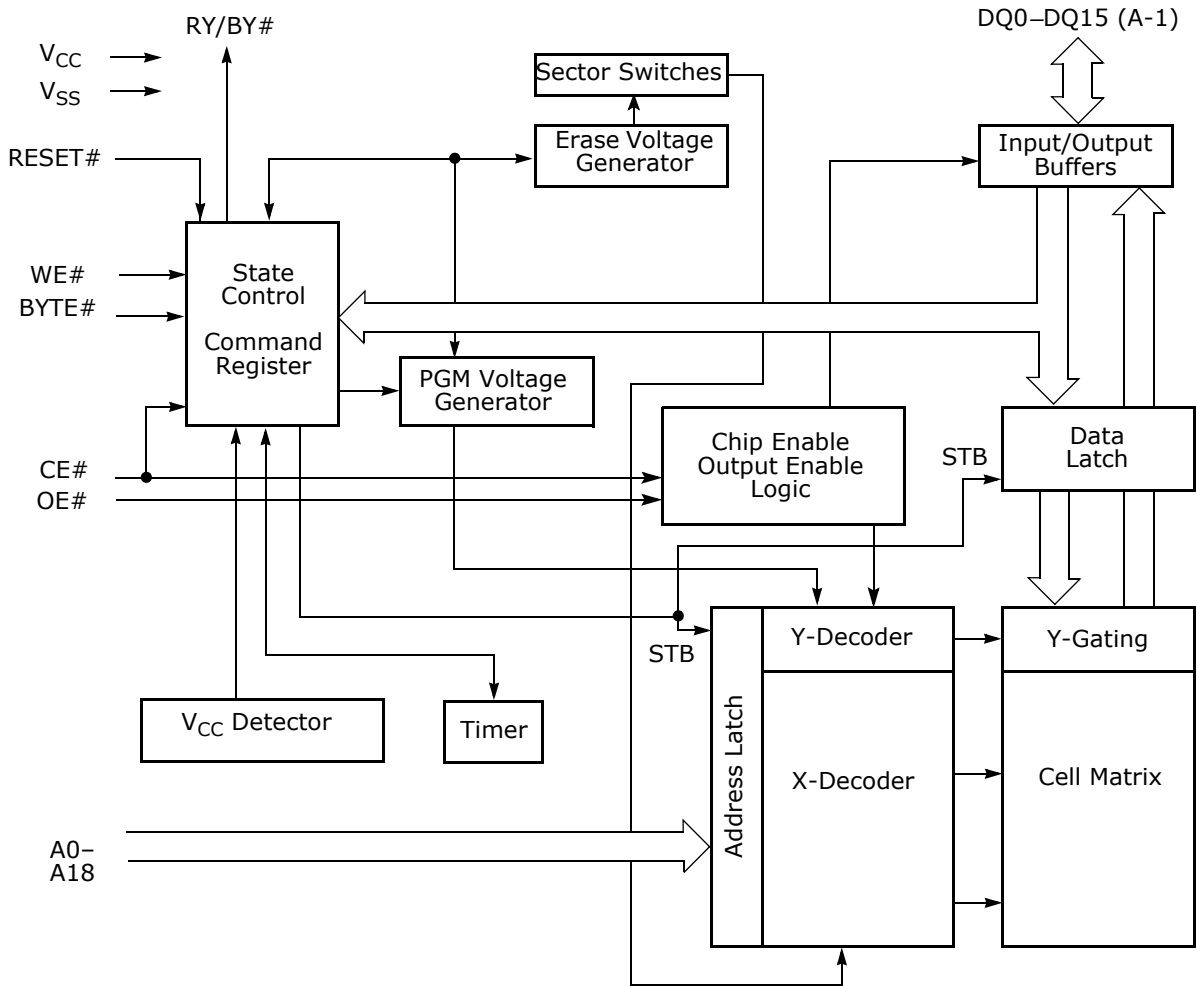 RY/BY#
DQ0–DQ15 (A-1)
VCC
VSS
Sector Switches
RESET#
Erase Voltage
Generator
Input/Output
Buffers
WE#
BYTE#
State
Control
Command
Register
PGM Voltage
Generator
CE#
OE#
Chip Enable
Output Enable
Logic
STB
Data
Latch
STB
Y-Decoder
Y-Gating
VCC Detector
Timer
Address Latch
X-Decoder
Cell Matrix
A0–
A18